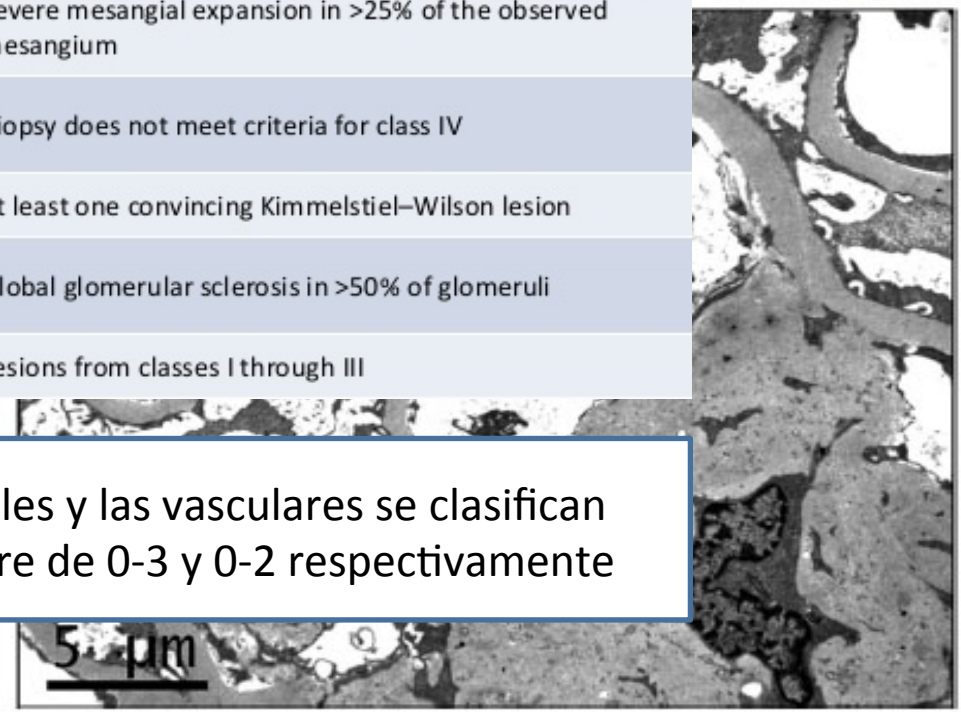 evere mesangial expansion in >25% of the observed
esangium
iopsy does not meet criteria for class IV
t least one convincing Kimmelstiel–Wilson lesion
lobal glomerular sclerosis in >50% of glomeruli
esions from classes I through III
les y las vasculares se clasifican
re de 0-3 y 0-2 respectivamente
5 µm